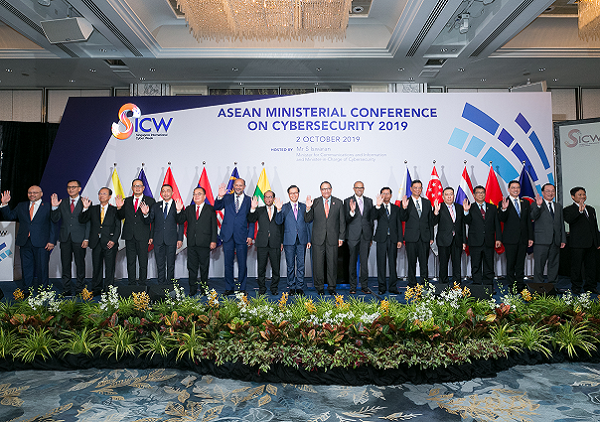 SICW
Singapore International
Cyber Week
ASEAN MINISTERIAL CONFERENCE
ON CYBERSECURITY 2019
2 OCTOBER 2019
HOSTED BY Mr S Iswaran
Minister for Communications and Information
and Minister-in-Charge of Cybersecurity
SICW